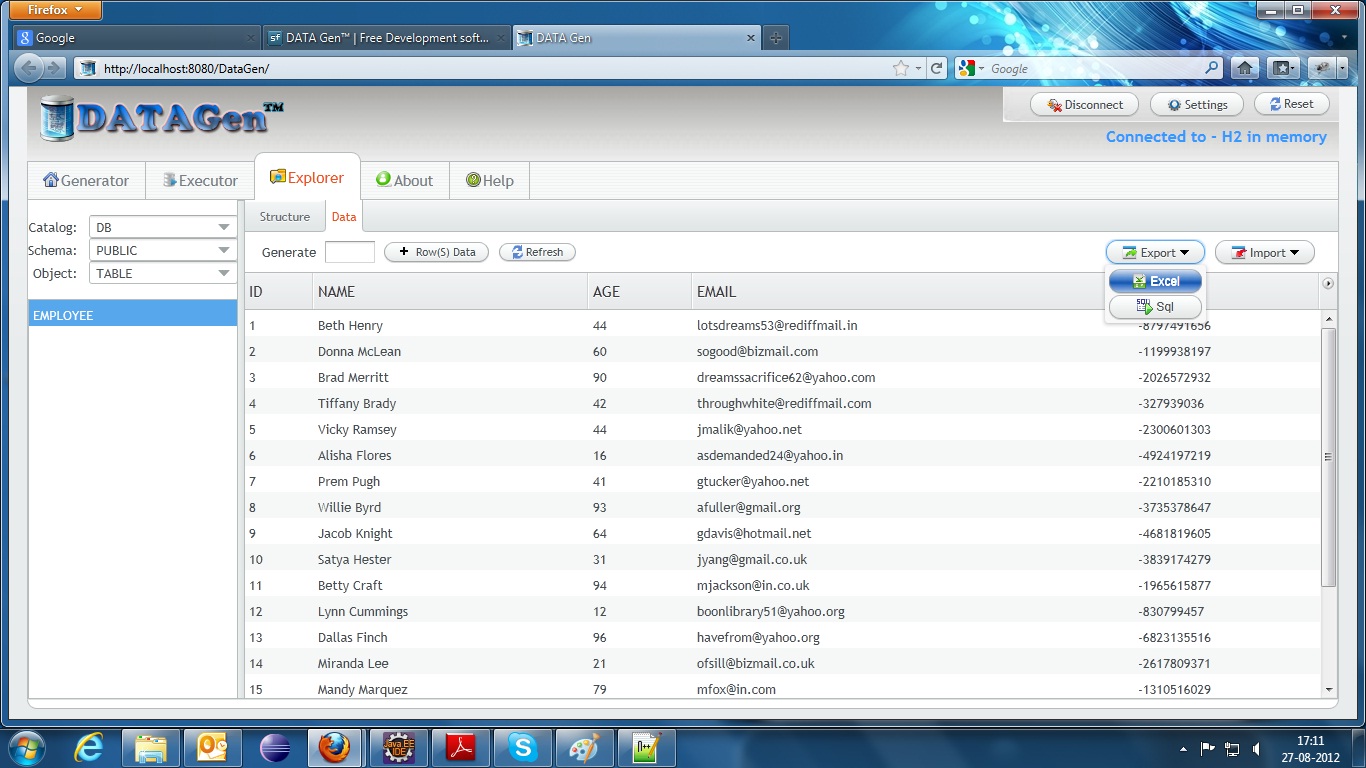 Firefox
Google
DATA Gen™ | Free Development soft...
DATA Gen
http://localhost:8080/DataGen/
Google
DATAGen™
Disconnect
Settings
Reset
Connected to - H2 in memory
Generator
Executor
Explorer
About
Help
Catalog: DB
Schema: PUBLIC
Object: TABLE
EMPLOYEE
Structure
Data
Generate
+ Row(S) Data
Refresh
Export
Import
Excel
Sql
ID NAME AGE EMAIL
1 Beth Henry 44 lotsdreams53@rediffmail.in -8797491656
2 Donna McLean 60 sogood@bizmail.com -1199938197
3 Brad Merritt 90 dreamssacrifice62@yahoo.com -2026572932
4 Tiffany Brady 42 throughwhite@rediffmail.com -327939036
5 Vicky Ramsey 44 jmalik@yahoo.net -2300601303
6 Alisha Flores 16 asdemanded24@yahoo.in -4924197219
7 Prem Pugh 41 gtucker@yahoo.net -2210185310
8 Willie Byrd 93 afuller@gmail.org -3735378647
9 Jacob Knight 64 gdavis@hotmail.net -4681819605
10 Satya Hester 31 jyang@gmail.co.uk -3839174279
11 Betty Craft 94 mjackson@in.co.uk -1965615877
12 Lynn Cummings 12 boonlibrary51@yahoo.org -830799457
13 Dallas Finch 96 havefrom@yahoo.org -6823135516
14 Miranda Lee 21 ofsill@bizmail.co.uk -2617809371
15 Mandy Marquez 79 mfox@in.com -1310516029
Java EE
IDE
17:11
27-08-2012